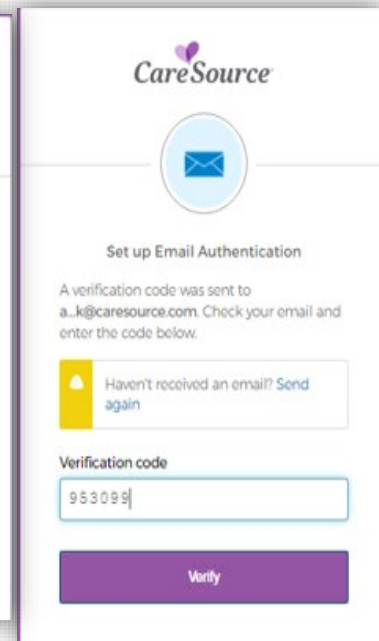 CareSource
Set up Email Authentication
A verification code was sent to
a...k@caresource.com. Check your email and
enter the code below.
Haven't received an email? Send
again
Verification code
953099
Verify